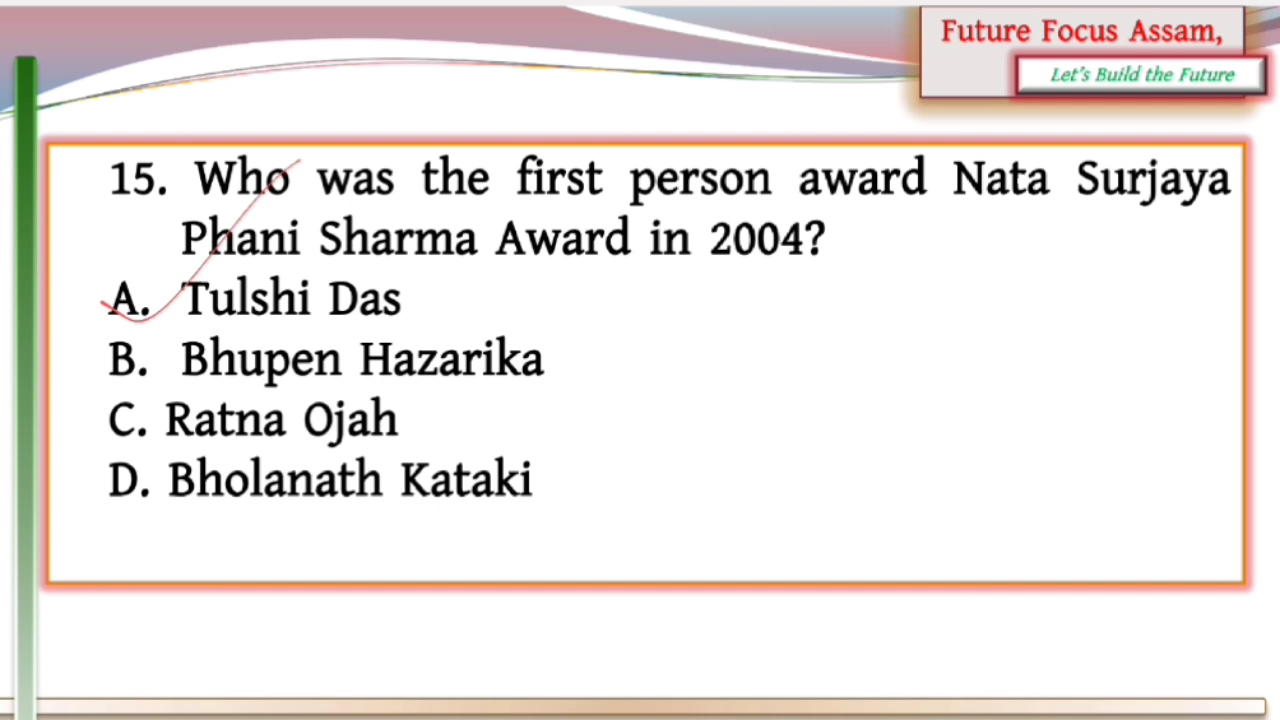 Future Focus Assam,
Let's Build the Future
15. Who was the first person award Nata Surjaya
Phani Sharma Award in 2004?
A. Tulshi Das
B. Bhupen Hazarika
C. Ratna Ojah
D. Bholanath Kataki